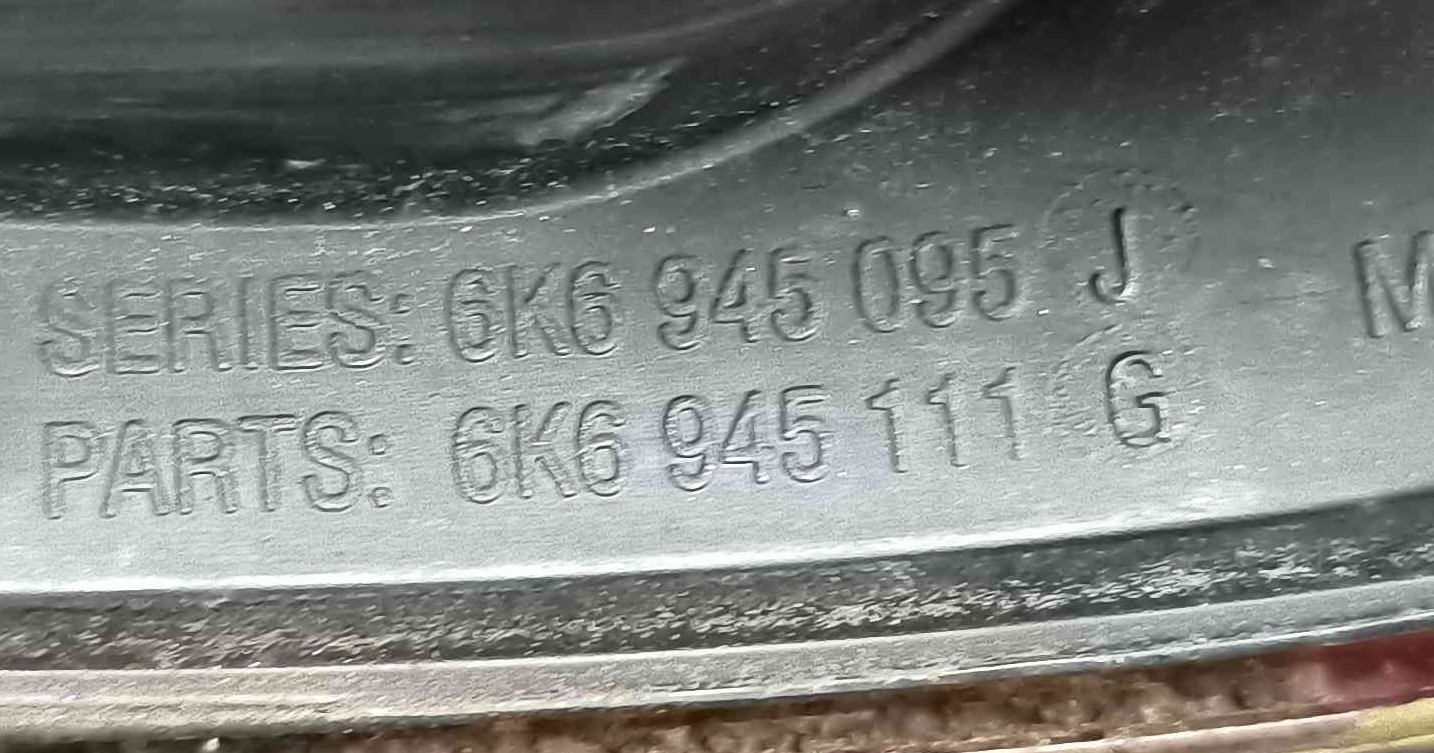 SERIES: 6K6 945 095 J
PARTS: 6K6 945 111 G
M